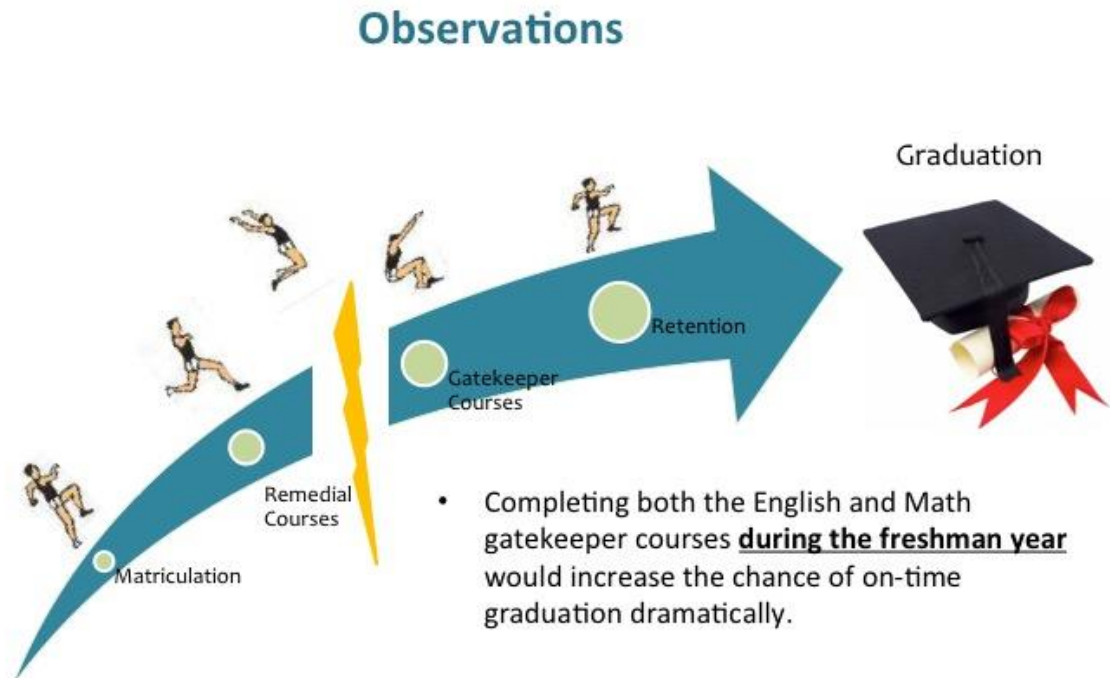 Observations
Graduation
Retention
Gatekeeper
Courses
Remedial
Courses
Matriculation
• Completing both the English and Math
gatekeeper courses during the freshman year
would increase the chance of on-time
graduation dramatically.